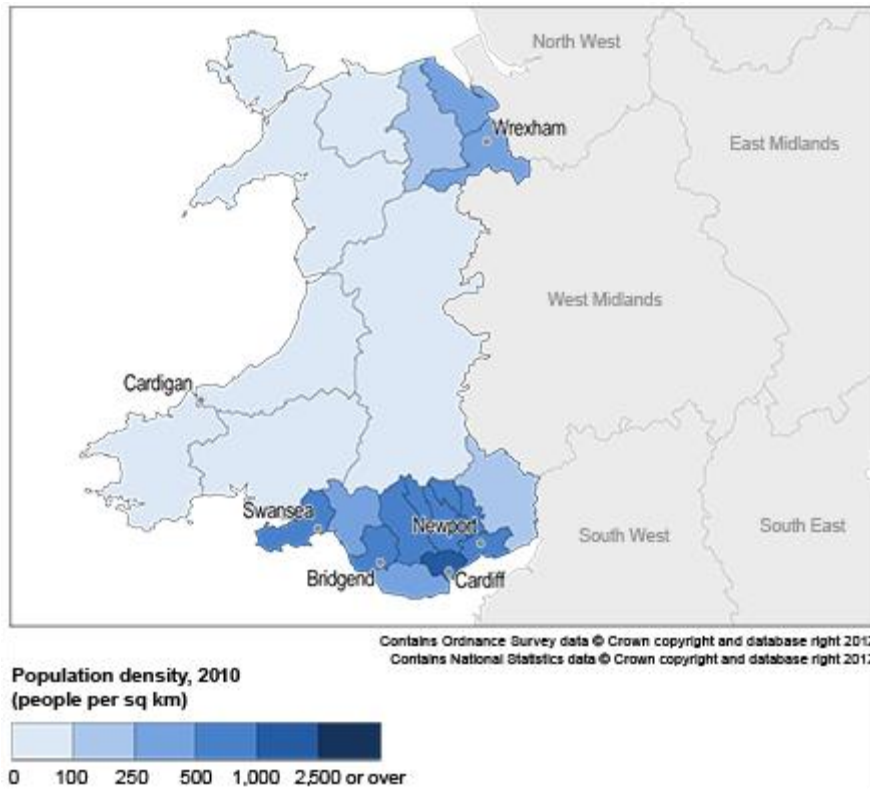 North West
Wrexham
East Midlands
West Midlands
Cardigan
Swansea
Newport
South West
South East
Bridgend
Cardiff
Contains Ordnance Survey data © Crown copyright and database right 2012
Contains National Statistics data © Crown copyright and database right 2012
Population density, 2010
(people per sq km)
0 100 250 500 1,000 2,500 or over